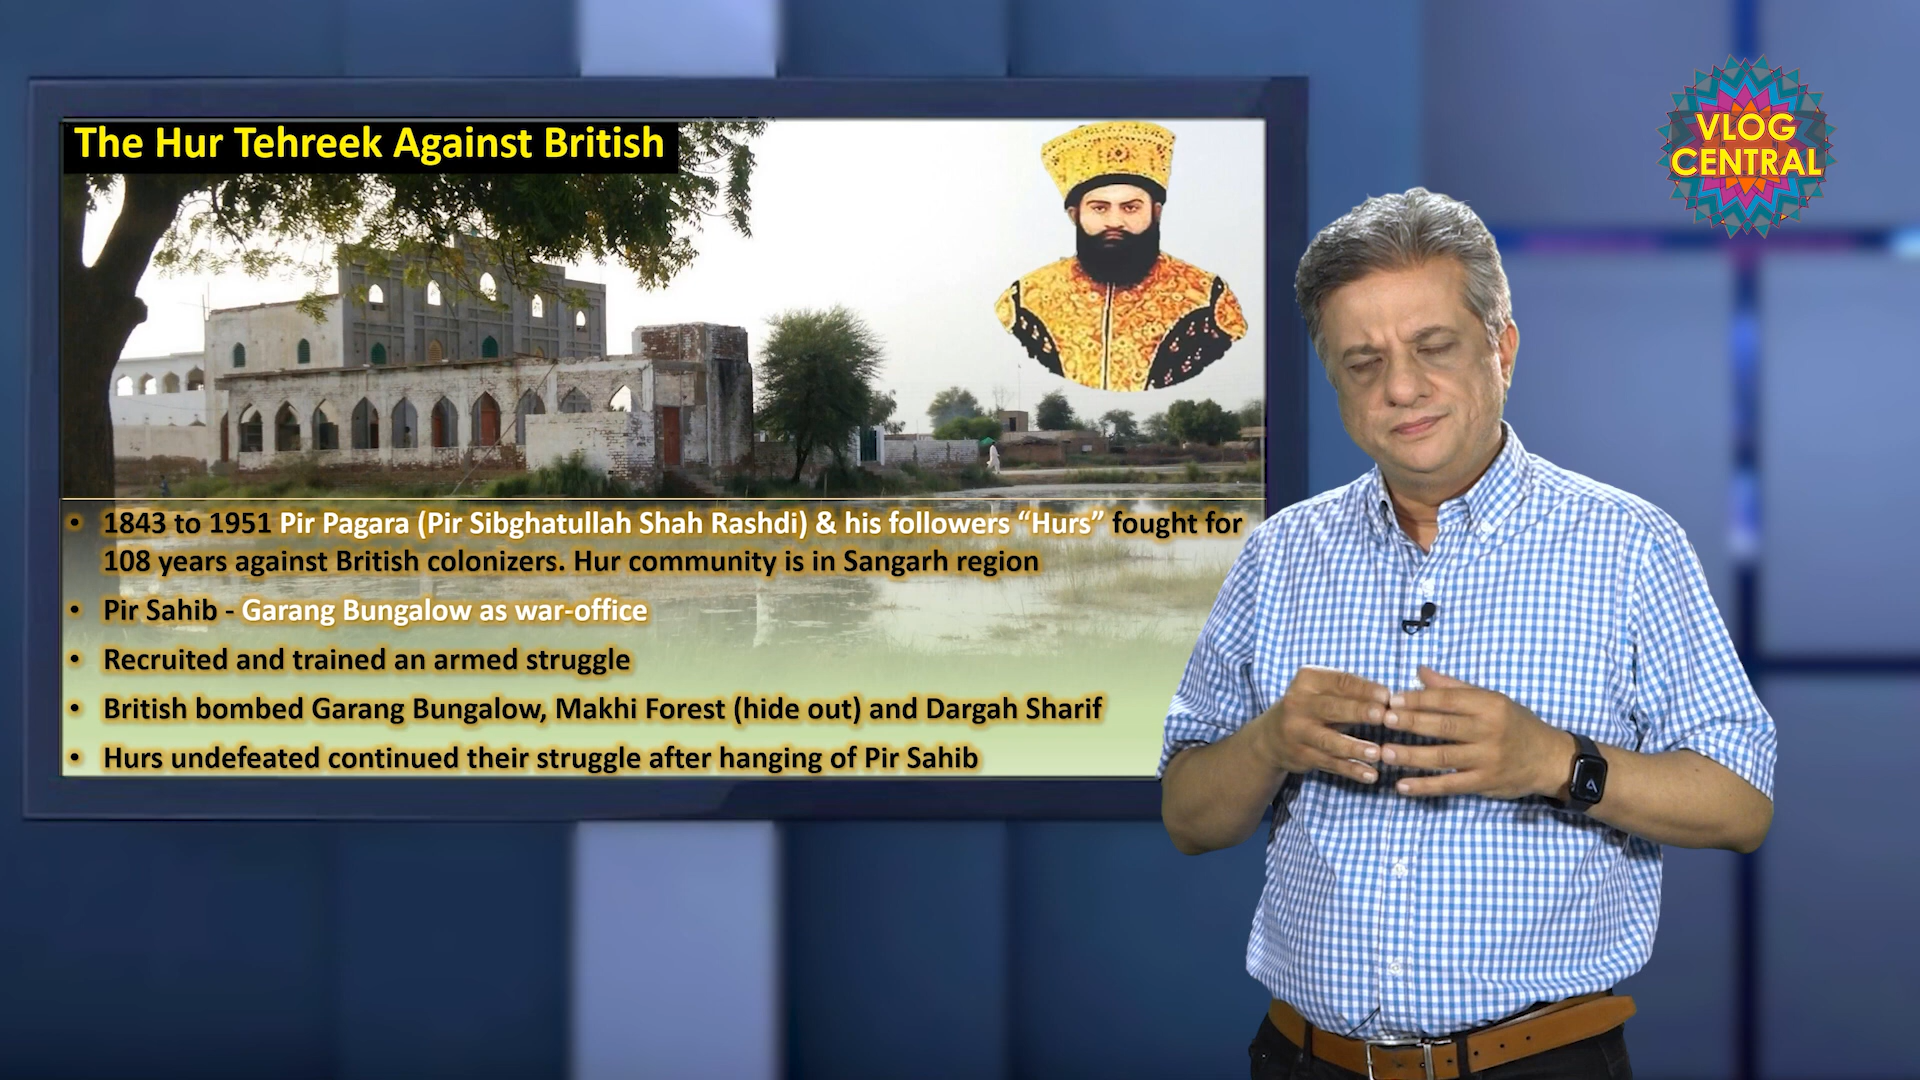 The Hur Tehreek Against British
VLOG
CENTRAL
• 1843 to 1951 Pir Pagara (Pir Sibghatullah Shah Rashdi) & his followers “Hurs” fought for
108 years against British colonizers. Hur community is in Sangarh region
• Pir Sahib - Garang Bungalow as war-office
• Recruited and trained an armed struggle
• British bombed Garang Bungalow, Makhi Forest (hide out) and Dargah Sharif
• Hurs undefeated continued their struggle after hanging of Pir Sahib